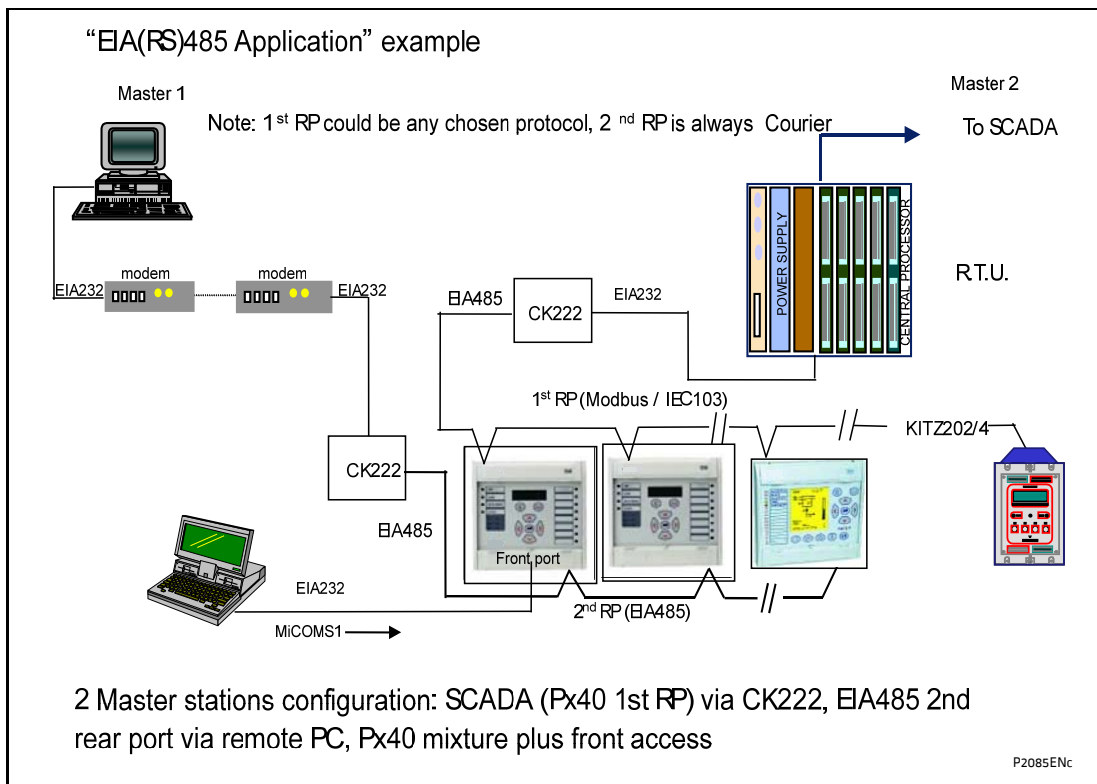 “EIA(RS)485 Application” example
Master 1
Master 2
Note: 1st RP could be any chosen protocol, 2 nd RP is always Courier
To SCADA
POWER SUPPLY
CENTRAL PROCESSOR
R.T.U.
modem
modem
EIA232
EIA232
EIA485
CK222
EIA232
1st RP (Modbus / IEC103)
KITZ202/4
CK222
EIA485
Front port
EIA232
2nd RP (EIA485)
MiCOMS1
2 Master stations configuration: SCADA (Px40 1st RP) via CK222, EIA485 2nd
rear port via remote PC, Px40 mixture plus front access
P2085ENc